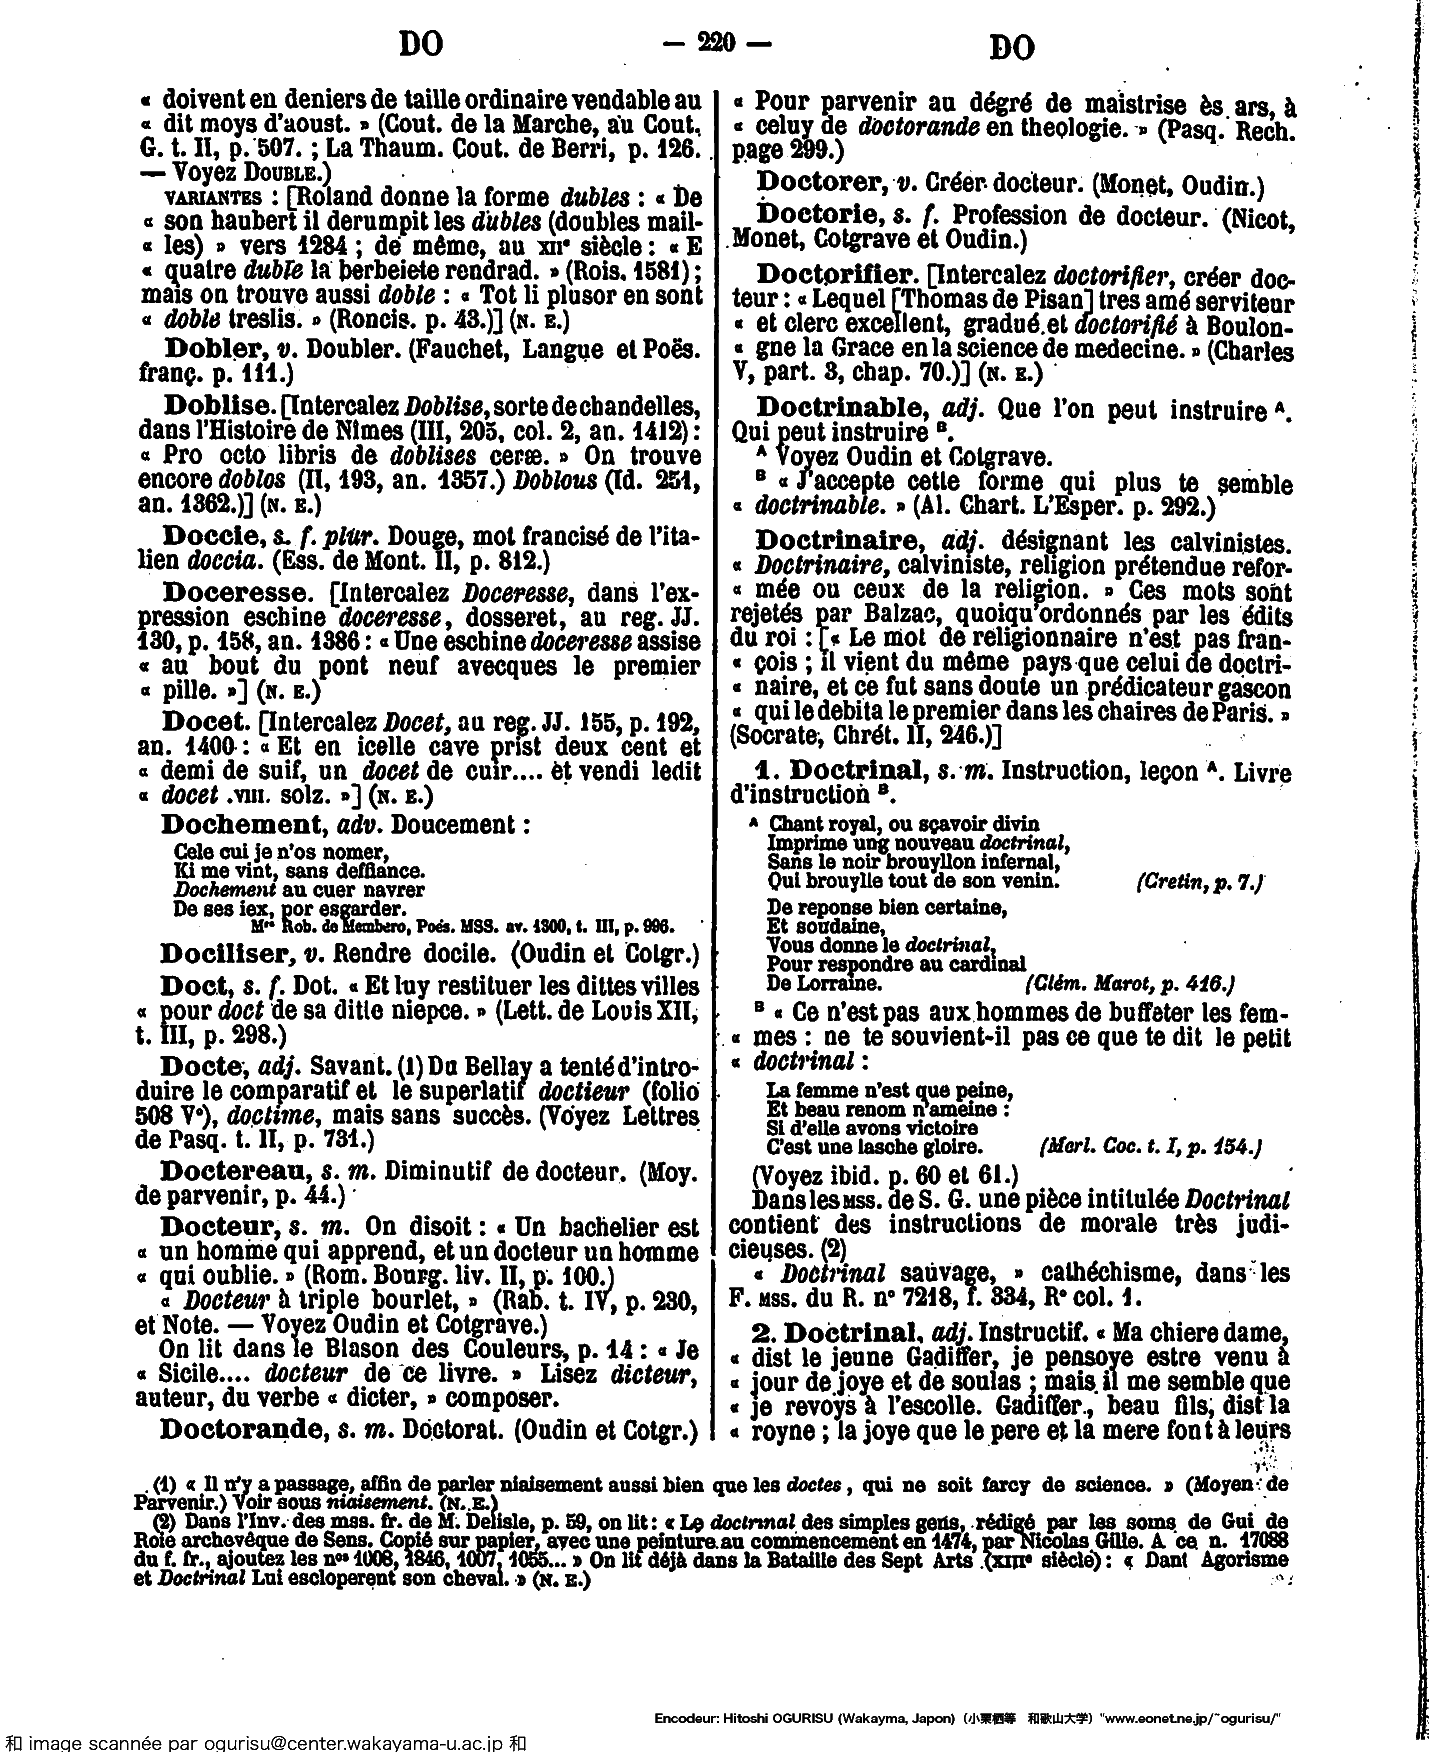 DO — 220 — DO
« doivent en deniers de taille ordinaire vendable au
« dit moys d'aoust. » (Cout. de la Marche, au Cout.
G. t. II, p. 507. ; La Thaum. Cout. de Berri, p. 126.
— Voyez DOUBLE.)
VARIANTES : [Roland donne la forme dubles : « De
« son haubert il derumpit les dubles (doubles mail-
« les) » vers 1284 ; de même, au XIIe siècle : « E
« quatre duble la berbeiete rendrad. » (Rois. 1581) ;
mais on trouve aussi doble : « Tot li plusor en sont
« doble treslis. » (Roncis. p. 43.)] (N. E.)
Dobler, v. Doubler. (Fauchet, Langue et Poës.
franç. p. 111.)
Doblise. [Intercalez Doblise, sorte de chandelles,
dans l'Histoire de Nîmes (III, 205, col. 2, an. 1412) :
« Pro octo libris de doblises ceræ. » On trouve
encore doblos (II, 193, an. 1357.) Doblous (Id. 251,
an. 1362.)] (N. E.)
Doccie, s. f. plur. Douge, mot francisé de l'ita-
lien doccia. (Ess. de Mont. II, p. 812.)
Doceresse. [Intercalez Doceresse, dans l'ex-
pression eschine doceresse, dosseret, au reg. JJ.
130, p. 158, an. 1386 : « Une eschine doceresse assise
« au bout du pont neuf avecques le premier
« pille. »] (N. E.)
Docet. [Intercalez Docet, au reg. JJ. 155, p. 192,
an. 1400 : « Et en icelle cave prist deux cent et
« demi de suif, un docet de cuir.... et vendi ledit
« docet .VIII. solz. »] (N. E.)
Dochement, adv. Doucement :
Cele cui je n'os nomer,
Ki me vint, sans deffiance.
Dochement au cuer navrer
De ses iex, por esgarder.
Mre Rob. de Membero, Poés. MSS. av. 1300, t. III, p. 996.
Dociliser, v. Rendre docile. (Oudin et Cotgr.)
Doct, s. f. Dot. « Et luy restituer les dittes villes
« pour doct de sa ditte niepce. » (Lett. de Louis XII,
t. III, p. 298.)
Docte, adj. Savant. (1) Du Bellay a tenté d'intro-
duire le comparatif et le superlatif doctieur (folio
508 Vo), doctime, mais sans succès. (Voyez Lettres
de Pasq. t. II, p. 731.)
Doctereau, s. m. Diminutif de docteur. (Moy.
de parvenir, p. 44.)
Docteur, s. m. On disoit : « Un bachelier est
« un homme qui apprend, et un docteur un homme
« qui oublie. » (Rom. Bourg. liv. II, p. 100.)
« Docteur à triple bourlet, » (Rab. t. IV, p. 230,
et Note. — Voyez Oudin et Cotgrave.)
On lit dans le Blason des Couleurs, p. 14 : « Je
« Sicile.... docteur de ce livre. » Lisez dicteur,
auteur, du verbe « dicter, » composer.
Doctorande, s. m. Doctorat. (Oudin et Cotgr.)
« Pour parvenir au dégré de maistrise ès ars, à
« celuy de doctorande en theologie. » (Pasq. Rech.
page 299.)
Doctorer, v. Créer docteur. (Monet, Oudin.)
Doctorie, s. f. Profession de docteur. (Nicot,
Monet, Cotgrave et Oudin.)
Doctorifier. [Intercalez doctorifier, créer doc-
teur : « Lequel [Thomas de Pisan] tres amé serviteur
« et clerc excellent, gradué et doctorifié à Boulon-
« gne la Grace en la science de medecine. » (Charles
V, part. 3, chap. 70.)] (N. E.)
Doctrinable, adj. Que l'on peut instruire A.
Qui peut instruire B.
A Voyez Oudin et Cotgrave.
B « J'accepte cette forme qui plus te semble
« doctrinable. » (Al. Chart. L'Esper. p. 292.)
Doctrinaire, adj. désignant les calvinistes.
« Doctrinaire, calviniste, religion prétendue refor-
« mée ou ceux de la religion. » Ces mots sont
rejetés par Balzac, quoiqu'ordonnés par les édits
du roi : [« Le mot de religionnaire n'est pas fran-
« çois ; il vient du même pays que celui de doctri-
« naire, et ce fut sans doute un prédicateur gascon
« qui le debita le premier dans les chaires de Paris. »
(Socrate, Chrét. II, 246.)]
1. Doctrinal, s. m. Instruction, leçon A. Livre
d'instruction B.
A Chant royal, ou sçavoir divin
Imprime ung nouveau doctrinal,
Sans le noir brouyllon infernal,
Qui brouylle tout de son venin. (Cretin, p. 7.)
De reponse bien certaine,
Et soudaine,
Vous donne le doctrinal,
Pour respondre au cardinal
De Lorraine. (Clém. Marot, p. 416.)
B « Ce n'est pas aux hommes de buffeter les fem-
« mes : ne te souvient-il pas ce que te dit le petit
« doctrinal :
La femme n'est que peine,
Et beau renom n'ameine :
Si d'elle avons victoire
C'est une lasche gloire. (Merl. Coc. t. I, p. 154.)
(Voyez ibid. p. 60 et 61.)
Dans les MSS. de S. G. une pièce intitulée Doctrinal
contient des instructions de morale très judi-
cieuses. (2)
« Doctrinal sauvage, » cathéchisme, dans les
F. MSS. du R. no 7218, f. 334, Ro col. 1.
2. Doctrinal, adj. Instructif. « Ma chiere dame,
« dist le jeune Gadiffer, je pensoye estre venu à
« jour de joye et de soulas ; mais il me semble que
« je revoys à l'escolle. Gadiffer, beau fils, dist la
« royne ; la joye que le pere et la mere font à leurs
(1) « Il n'y a passage, affin de parler niaisement aussi bien que les doctes, qui ne soit farcy de science. » (Moyen de
Parvenir.) Voir sous niaisement. (N. E.)
(2) Dans l'Inv. des mss. fr. de M. Delisle, p. 59, on lit : « Le doctrinal des simples gens, rédigé par les soins de Gui de
Roie archevêque de Sens. Copié sur papier, avec une peinture au commencement en 1474, par Nicolas Gille. A ce n. 17088
du f. fr., ajoutez les nos 1008, 1846, 1007, 1055... » On lit déjà dans la Bataille des Sept Arts (XIIIe siècle) : « Dant Agorisme
et Doctrinal Lui escloperent son cheval. » (N. E.)
Encodeur: Hitoshi OGURISU (Wakayma, Japon) (小栗栖等 和歌山大学) "www.eonet.ne.jp/~ogurisu/"
和 image scannée par ogurisu@center.wakayama-u.ac.jp 和